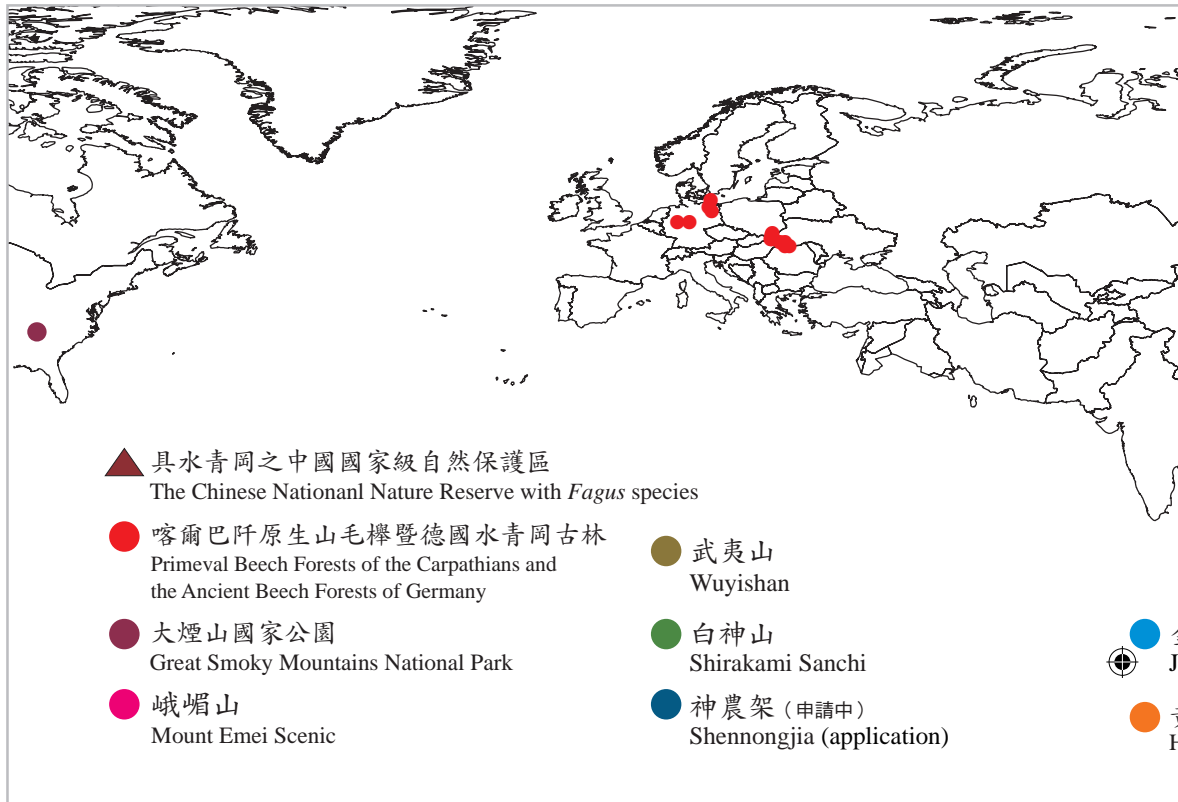 具水青岡之中國國家級自然保護區
The Chinese Nationanl Nature Reserve with Fagus species
喀爾巴阡原生山毛櫸暨德國水青岡古林
Primeval Beech Forests of the Carpathians and
the Ancient Beech Forests of Germany
大煙山國家公園
Great Smoky Mountains National Park
峨嵋山
Mount Emei Scenic
武夷山
Wuyishan
白神山
Shirakami Sanchi
神農架（申請中）
Shennongjia (application)
J
H